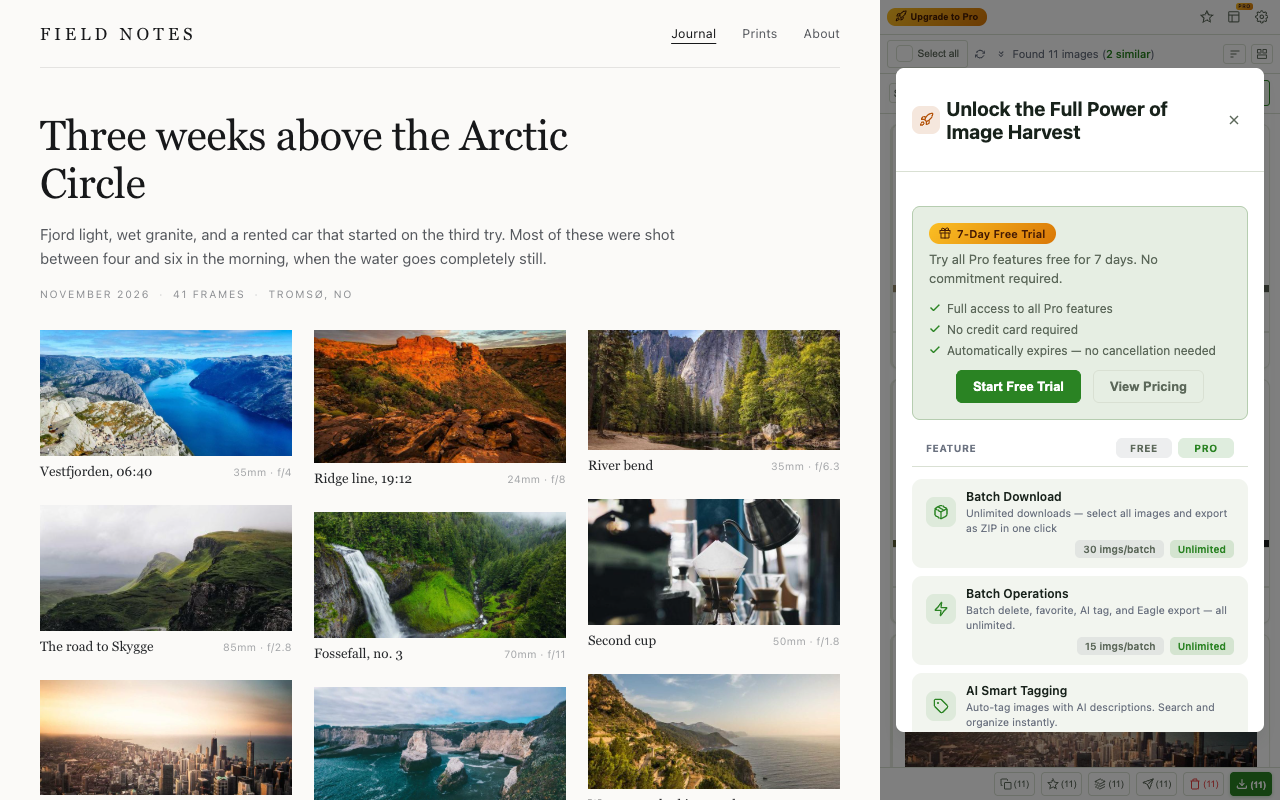 FIELD NOTES
Journal
Prints
About
Three weeks above the Arctic
Circle
Fjord light, wet granite, and a rented car that started on the third try. Most of these were shot
between four and six in the morning, when the water goes completely still.
NOVEMBER 2026 · 41 FRAMES · TROMSØ, NO
Vestfjorden, 06:40
35mm · f/4
Ridge line, 19:12
24mm · f/8
River bend
35mm · f/6.3
The road to Skygge
85mm · f/2.8
Fossefall, no. 3
70mm · f/11
Second cup
50mm · f/1.8
Upgrade to Pro
PRO
Select all
Found 11 images (2 similar)
Unlock the Full Power of
Image Harvest
7-Day Free Trial
Try all Pro features free for 7 days. No
commitment required.
Full access to all Pro features
No credit card required
Automatically expires — no cancellation needed
Start Free Trial
View Pricing
FEATURE
FREE
PRO
Batch Download
Unlimited downloads — select all images and export
as ZIP in one click
30 imgs/batch
Unlimited
Batch Operations
Batch delete, favorite, AI tag, and Eagle export — all
unlimited.
15 imgs/batch
Unlimited
AI Smart Tagging
Auto-tag images with AI descriptions. Search and
organize instantly.
(11)
(11)
(11)
(11)
(11)
(11)